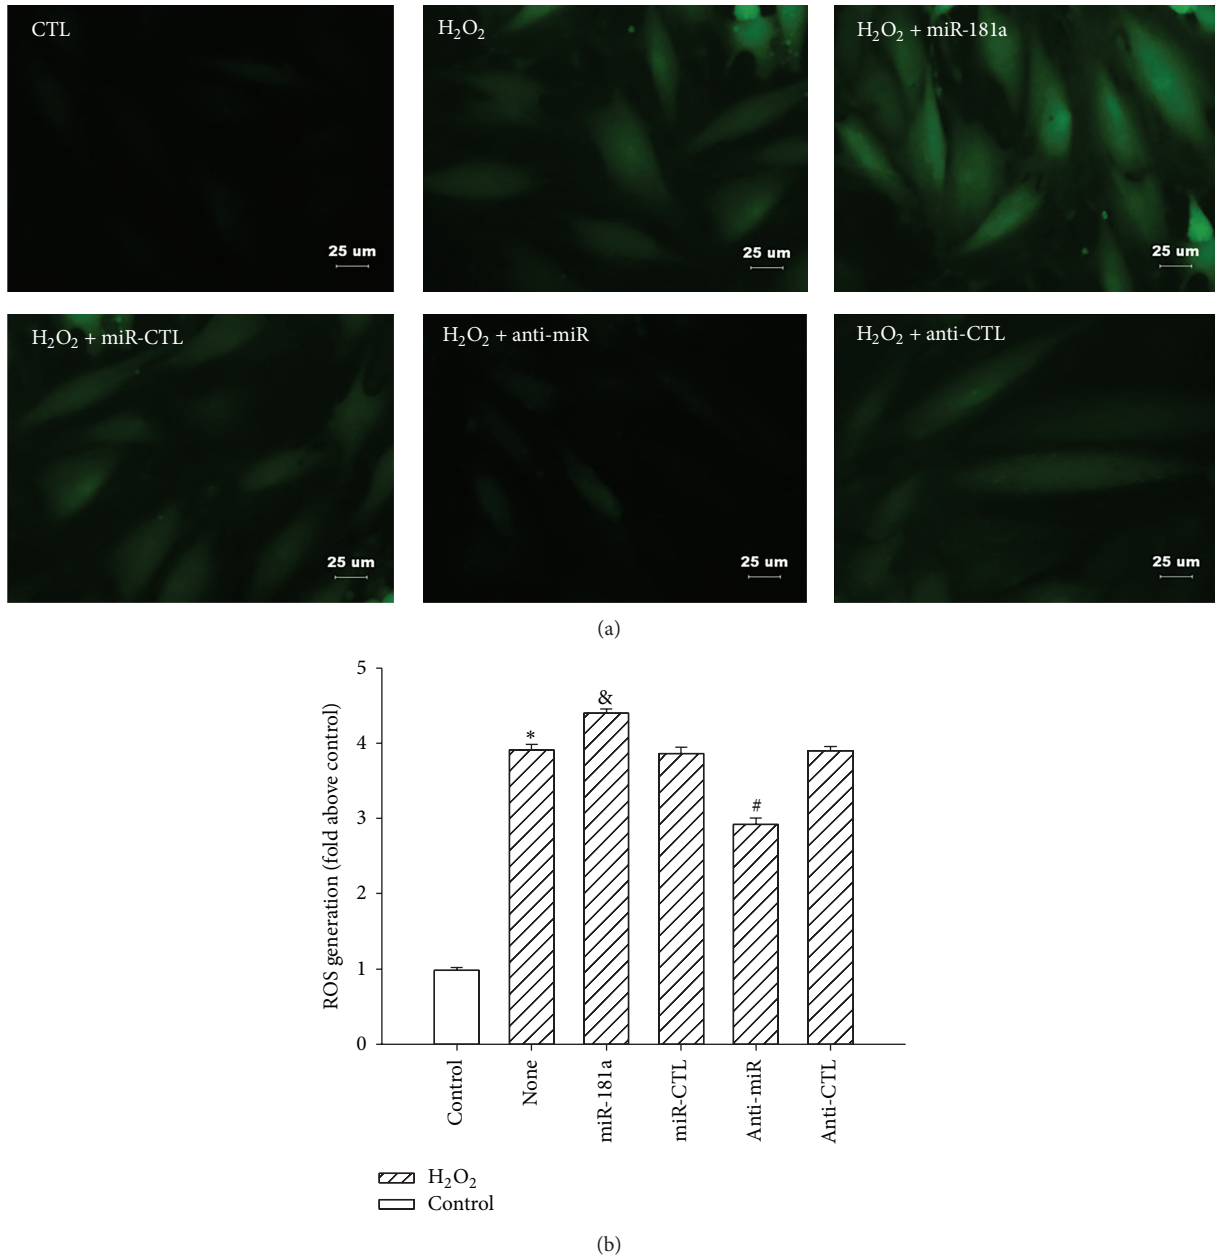 CTL
25 um
H₂O₂
25 um
H₂O₂ + miR-181a
25 um
H₂O₂ + miR-CTL
25 um
H₂O₂ + anti-miR
25 um
H₂O₂ + anti-CTL
25 um
(a)
ROS generation (fold above control)
5
4
3
2
1
0
*
&
#
Control
None
miR-181a
miR-CTL
Anti-miR
Anti-CTL
H₂O₂
Control
(b)